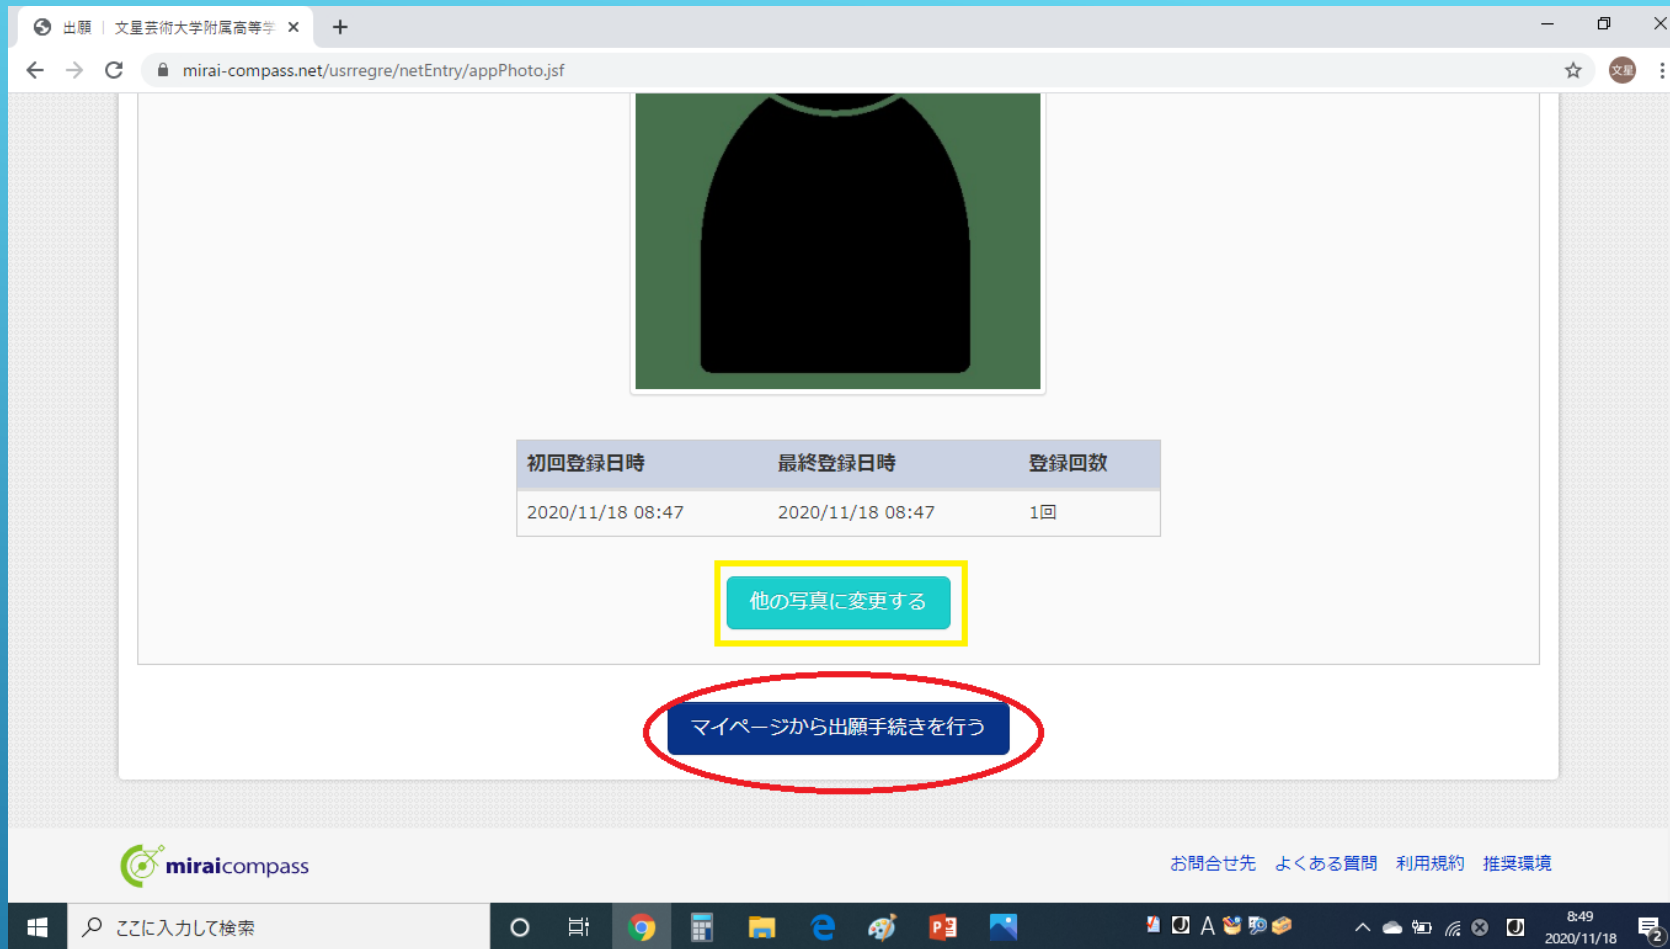 出願 | 文星芸術大学附属高等学
mirai-compass.net/usrregre/netEntry/appPhoto.jsf
文星
初回登録日時 最終登録日時 登録回数
2020/11/18 08:47 2020/11/18 08:47 1回
他の写真に変更する
マイページから出願手続きを行う
miraicompass
お問合せ先 よくある質問 利用規約 推奨環境
ここに入力して検索
A
8:49
2020/11/18
2